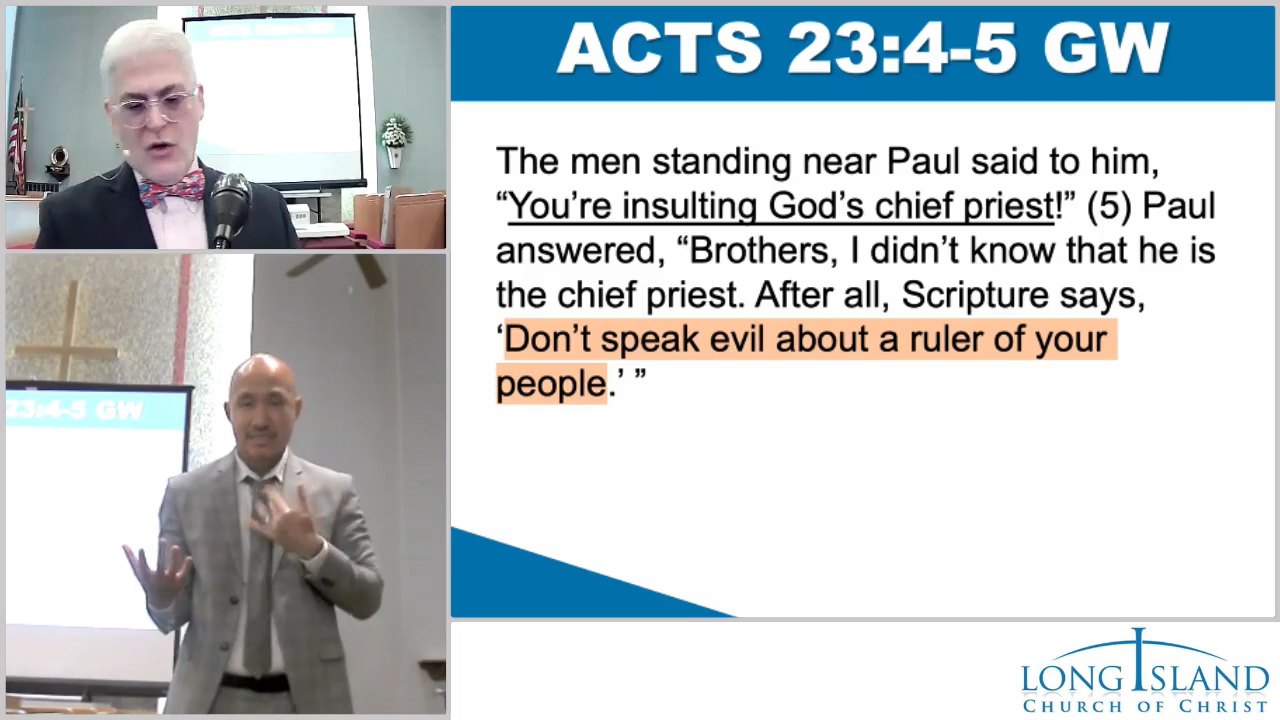 ACTS 23:4-5 GW
The men standing near Paul said to him,
“You’re insulting God’s chief priest!” (5) Paul
answered, “Brothers, I didn’t know that he is
the chief priest. After all, Scripture says,
‘Don’t speak evil about a ruler of your
people.’ ”
23:4-5 GW
LONG ISLAND
CHURCH OF CHRIST